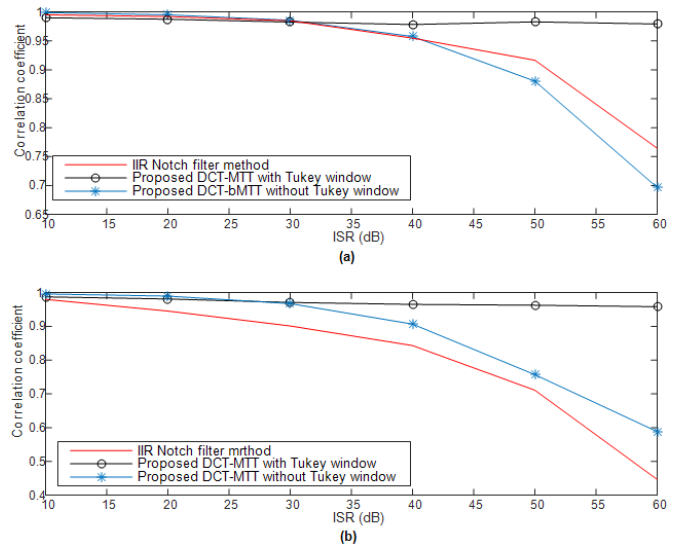 1
0.95
0.9
0.85
0.8
0.75
0.7
0.65
Correlation coefficient
IIR Notch filter mrthod
Proposed DCT-MTT with Tukey window
Proposed DCT-bMTT without Tukey window
10 15 20 25 30 35 40 45 50 55 60
ISR (dB)
(a)
1
0.9
0.8
0.7
0.6
0.5
0.4
Correlation coefficient
IIR Notch filter mrthod
Proposed DCT-MTT with Tukey window
Proposed DCT-MTT without Tukey window
10 15 20 25 30 35 40 45 50 55 60
ISR (dB)
(b)